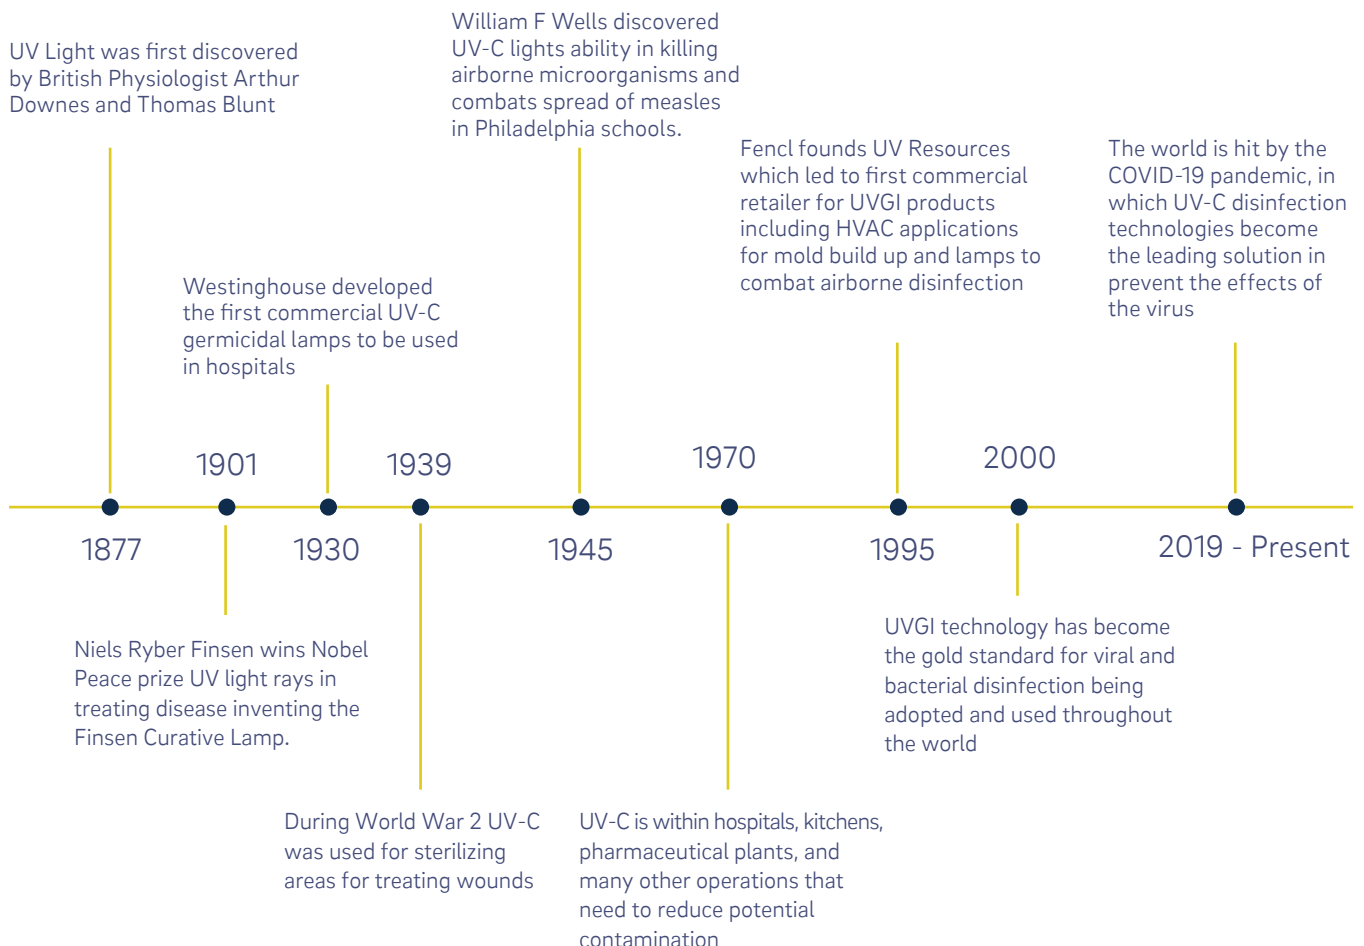 UV Light was first discovered
by British Physiologist Arthur
Downes and Thomas Blunt
William F Wells discovered
UV-C lights ability in killing
airborne microorganisms and
combats spread of measles
in Philadelphia schools.
Fencl founds UV Resources
which led to first commercial
retailer for UVGI products
including HVAC applications
for mold build up and lamps to
combat airborne disinfection
The world is hit by the
COVID-19 pandemic, in
which UV-C disinfection
technologies become
the leading solution in
prevent the effects of
the virus
Westinghouse developed
the first commercial UV-C
germicidal lamps to be used
in hospitals
1901
1939
1970
2000
1877
1930
1945
1995
2019 - Present
Niels Ryber Finsen wins Nobel
Peace prize UV light rays in
treating disease inventing the
Finsen Curative Lamp.
UVGI technology has become
the gold standard for viral and
bacterial disinfection being
adopted and used throughout
the world
During World War 2 UV-C
was used for sterilizing
areas for treating wounds
UV-C is within hospitals, kitchens,
pharmaceutical plants, and
many other operations that
need to reduce potential
contamination